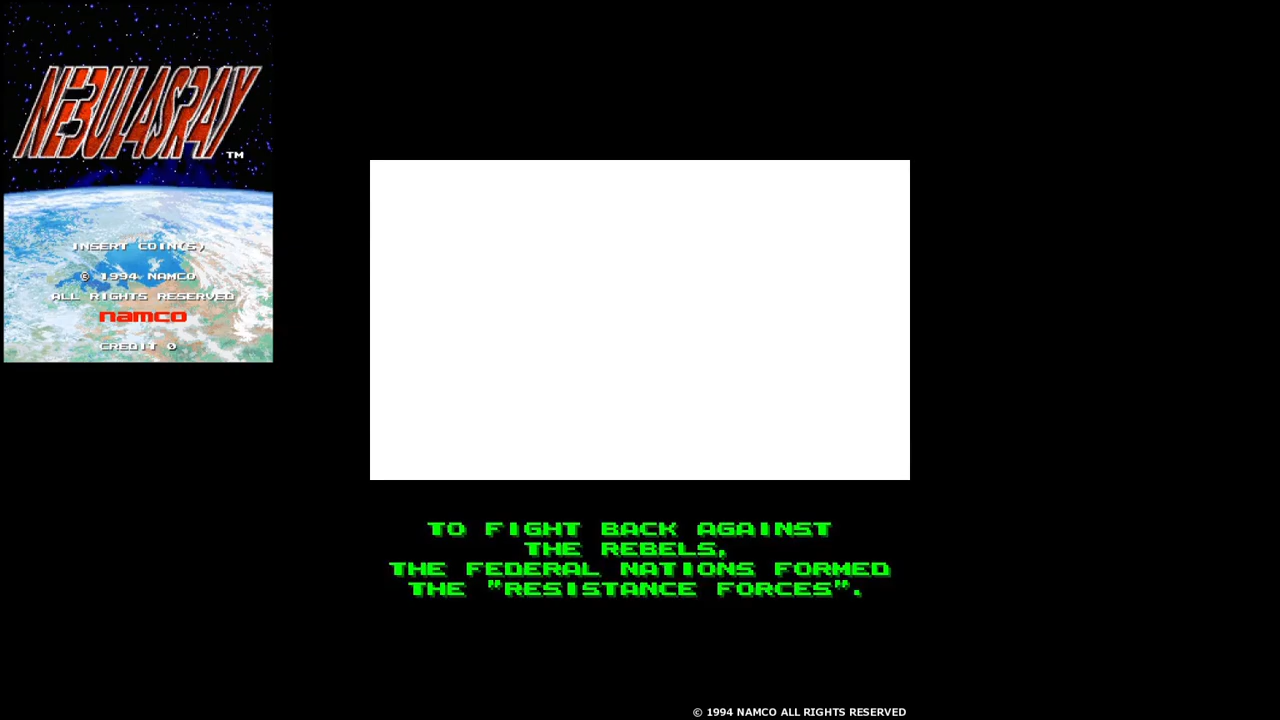 NEBULASRAY
TM
INSERT COIN(S)
© 1994 NAMCO
ALL RIGHTS RESERVED
namco
CREDIT 0
TO FIGHT BACK AGAINST
THE REBELS,
THE FEDERAL NATIONS FORMED
THE "RESISTANCE FORCES".
© 1994 NAMCO ALL RIGHTS RESERVED